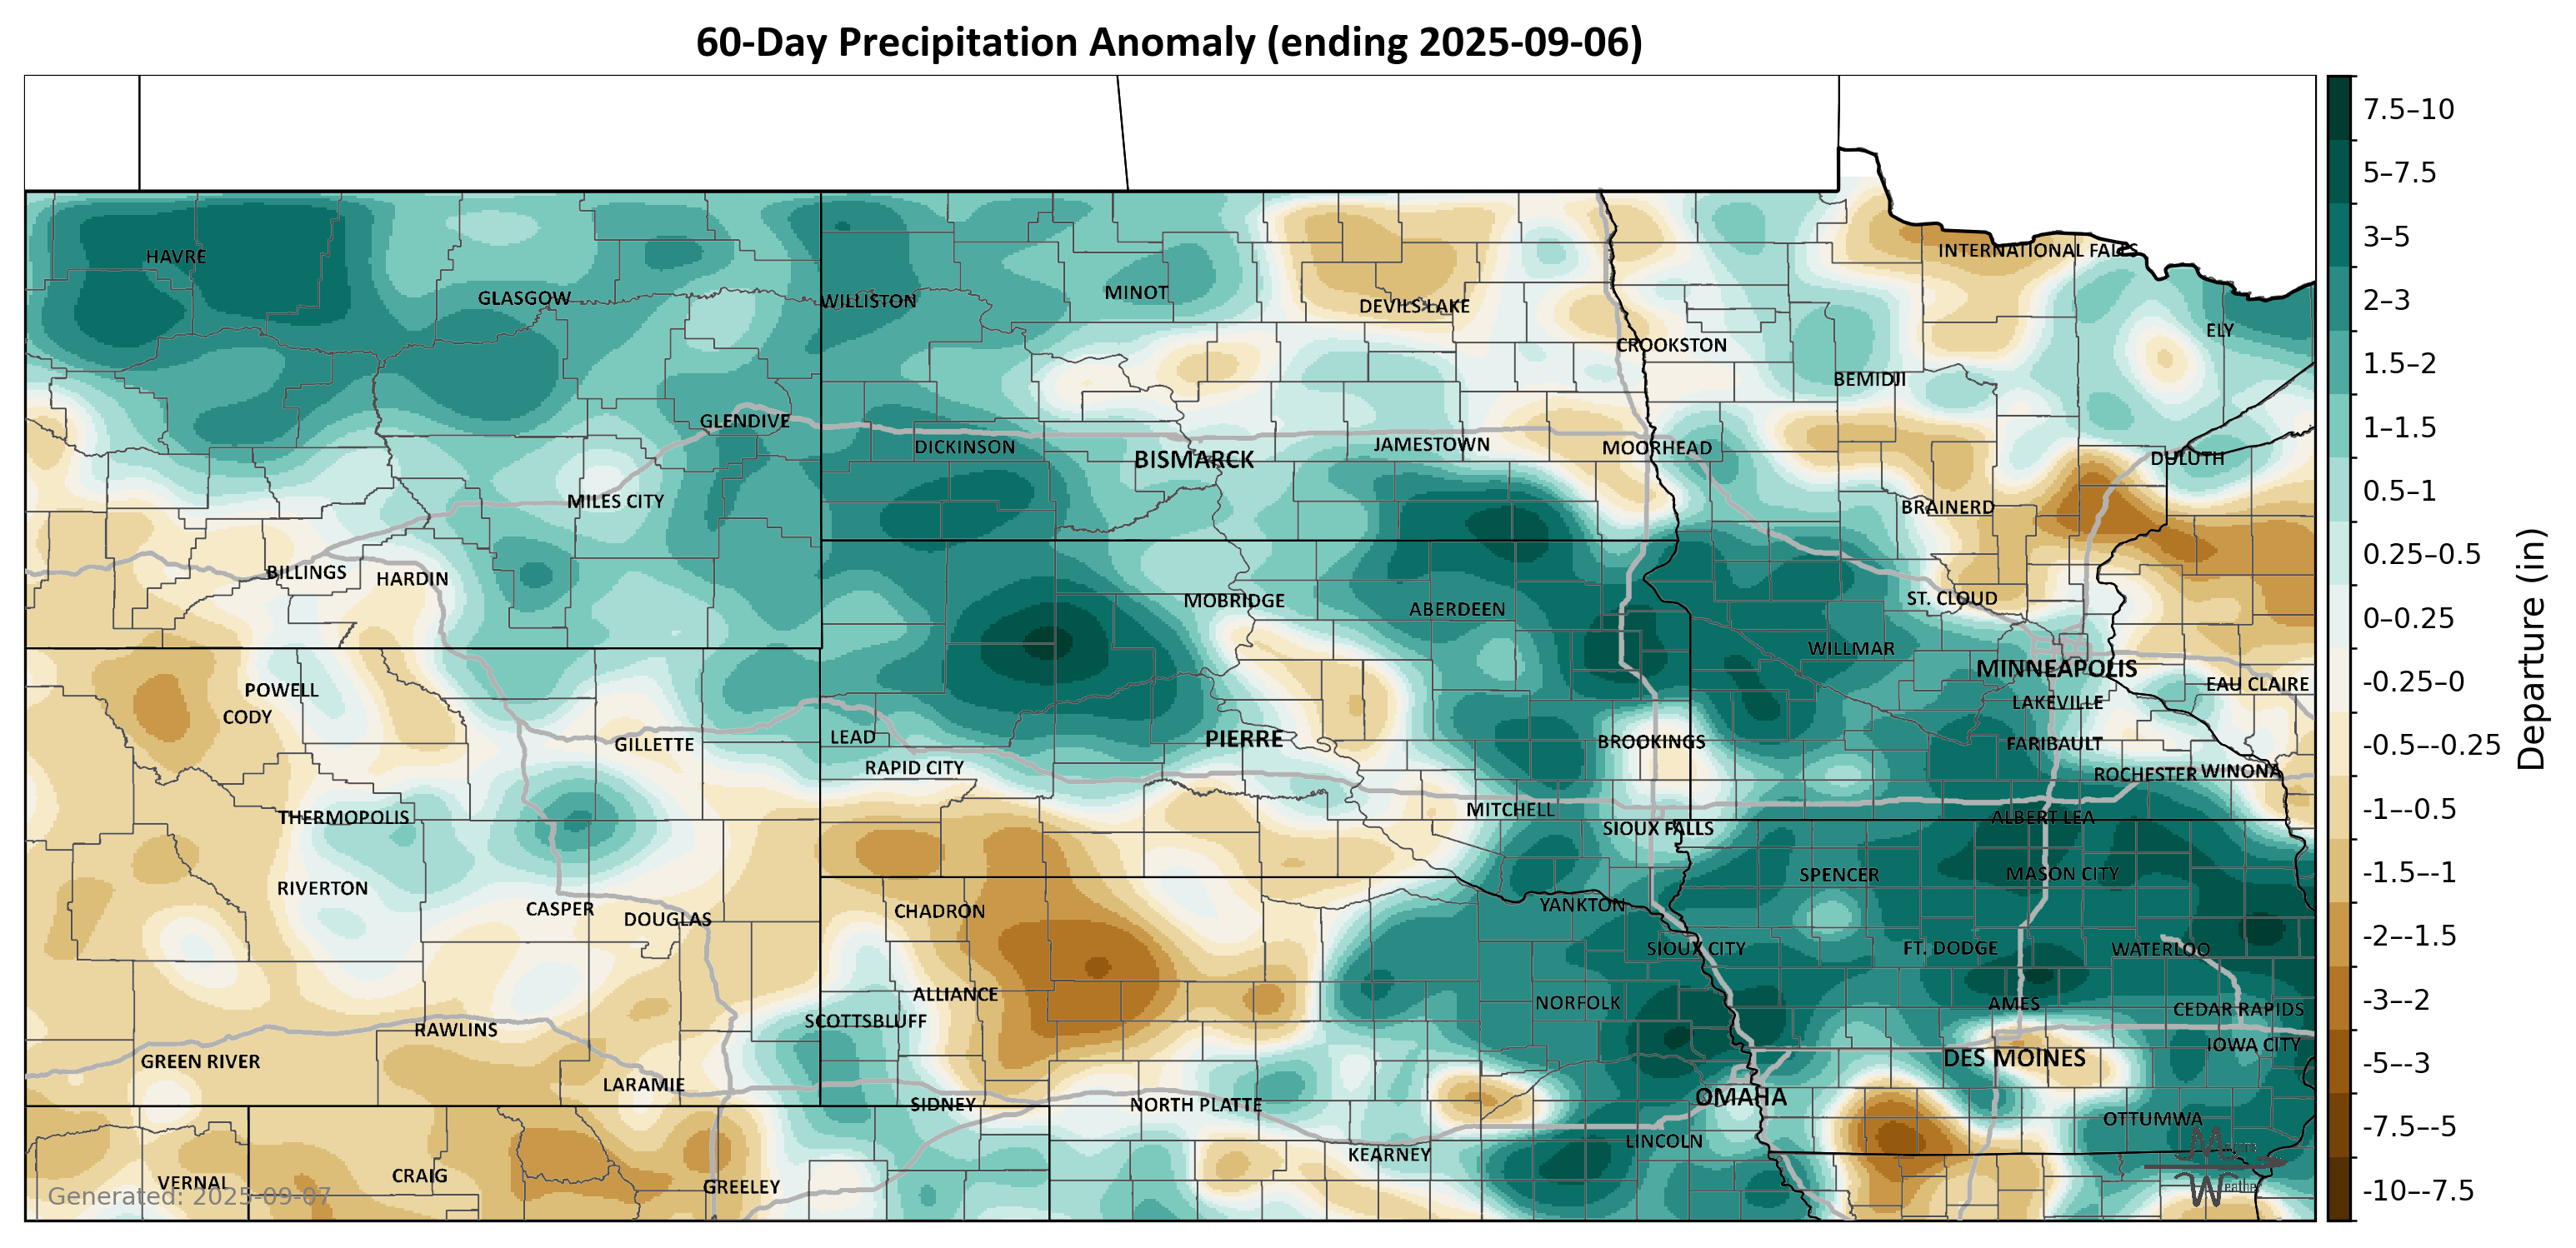 60-Day Precipitation Anomaly (ending 2025-09-06)
HAVRE
GLASGOW
WILLISTON
MINOT
DEVILS LAKE
INTERNATIONAL FALLS
ELY
CROOKSTON
BEMIDJI
GLENDIVE
DICKINSON
BISMARCK
JAMESTOWN
MOORHEAD
DULUTH
MILES CITY
BRAINERD
BILLINGS
HARDIN
MOBRIDGE
ABERDEEN
ST. CLOUD
WILLMAR
MINNEAPOLIS
EAU CLAIRE
POWELL
CODY
LAKEVILLE
GILLETTE
LEAD
PIERRE
BROOKINGS
FARIBAULT
RAPID CITY
ROCHESTER
WINONA
THERMOPOLIS
MITCHELL
ALBERT LEA
SIOUX FALLS
RIVERTON
SPENCER
MASON CITY
CASPER
DOUGLAS
CHADRON
YANKTON
SIOUX CITY
FT. DODGE
WATERLOO
ALLIANCE
NORFOLK
AMES
CEDAR RAPIDS
SCOTTSBLUFF
RAWLINS
IOWA CITY
GREEN RIVER
DES MOINES
LARAMIE
SIDNEY
NORTH PLATTE
OMAHA
OTTUMWA
LINCOLN
KEARNEY
VERNAL
CRAIG
GREELEY
Generated: 2025-09-07
7.5–10
5–7.5
3–5
2–3
1.5–2
1–1.5
0.5–1
0.25–0.5
0–0.25
-0.25–0
-0.5–-0.25
-1–-0.5
-1.5–-1
-2–-1.5
-3–-2
-5–-3
-7.5–-5
-10–-7.5
Departure (in)